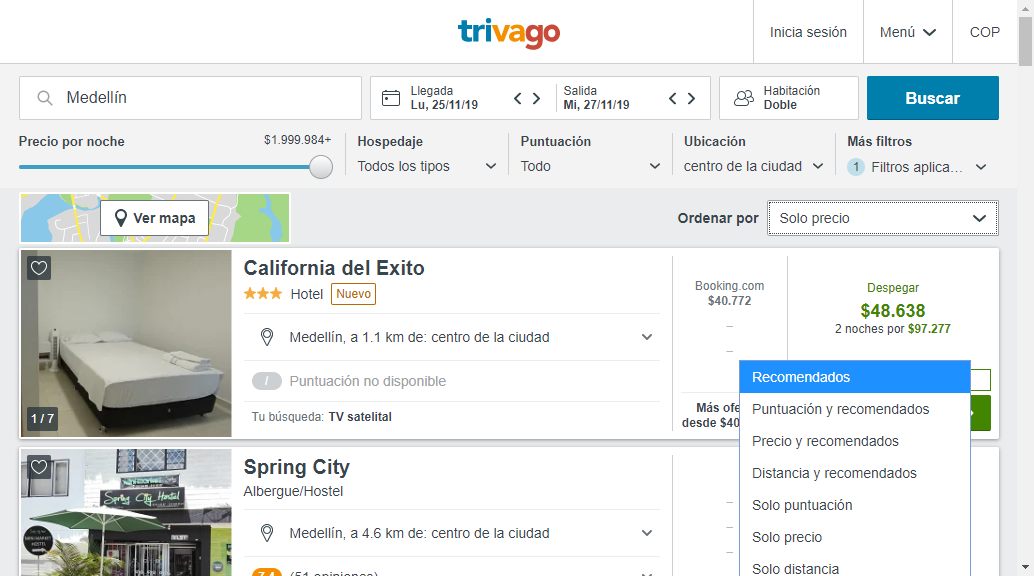 trivago
Inicia sesión
Menú
COP
Medellín
Llegada
Lu, 25/11/19
Salida
Mi, 27/11/19
Habitación
Doble
Buscar
Precio por noche
$1.999.984+
Hospedaje
Todos los tipos
Puntuación
Todo
Ubicación
centro de la ciudad
Más filtros
1 Filtros aplica...
Ver mapa
Ordenar por
Solo precio
California del Exito
Hotel
Nuevo
Medellín, a 1.1 km de: centro de la ciudad
/ Puntuación no disponible
Tu búsqueda: TV satelital
1 / 7
Booking.com
$40.772
Más ofe
desde $40
Despegar
$48.638
2 noches por $97.277
Recomendados
Puntuación y recomendados
Precio y recomendados
Distancia y recomendados
Solo puntuación
Solo precio
Solo distancia
Spring City
Albergue/Hostel
Medellín, a 4.6 km de: centro de la ciudad
7.4 (51 opiniones)
Spring City Hostel